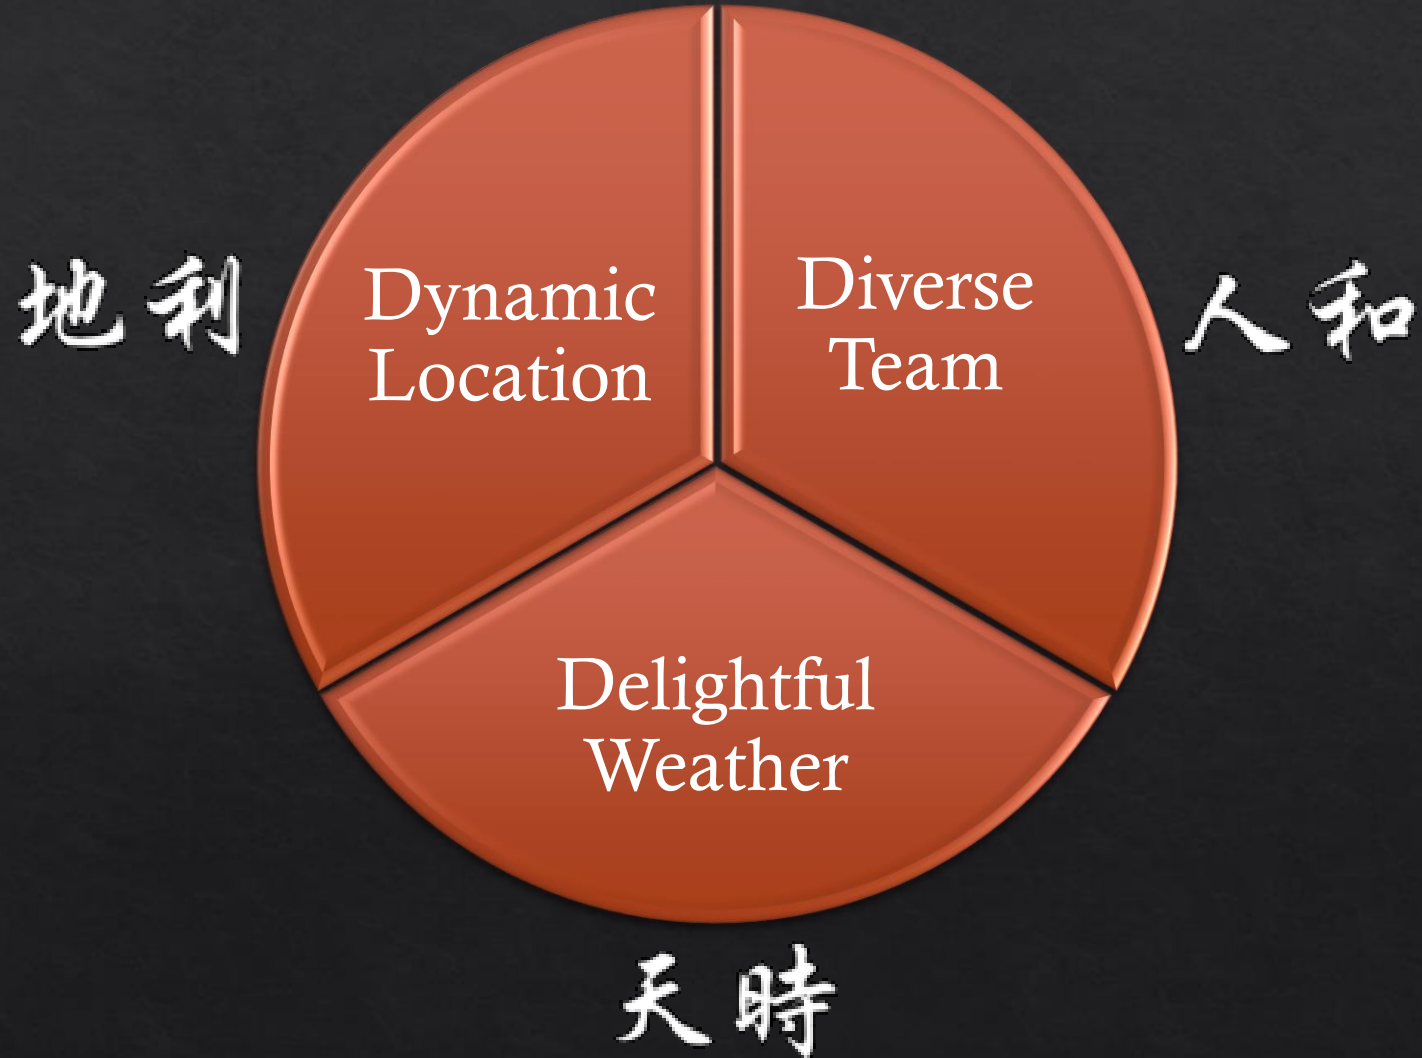 地利
Dynamic
Location
Diverse
Team
人和
Delightful
Weather
天時